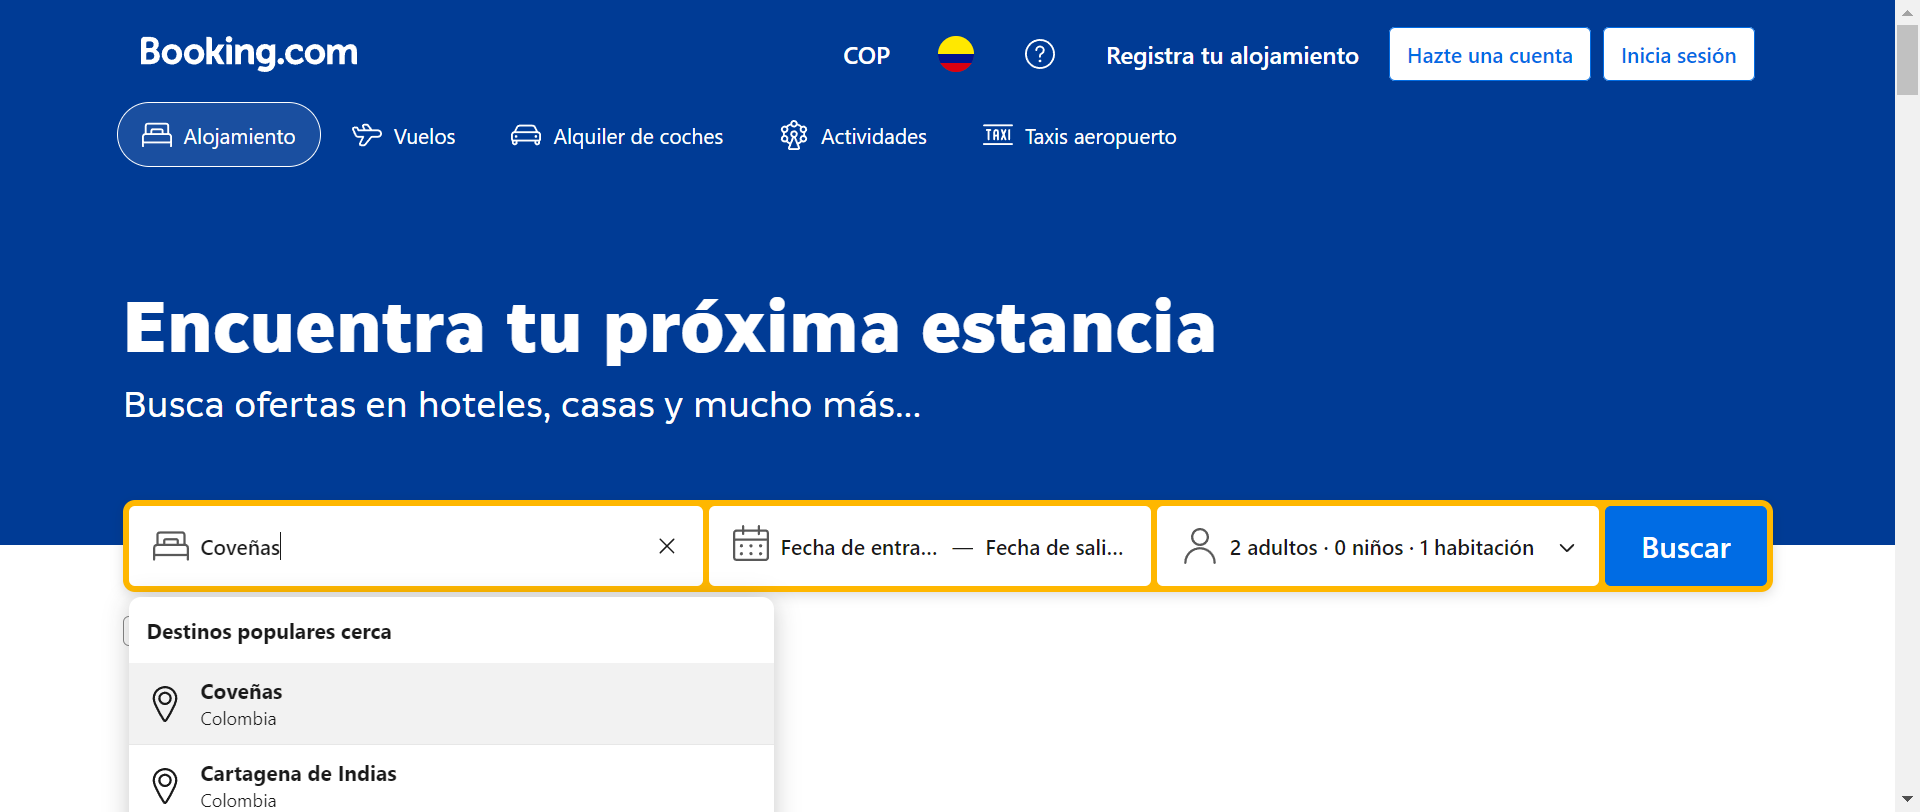 Booking.com
COP
?
Registra tu alojamiento
Hazte una cuenta
Inicia sesión
Alojamiento
Vuelos
Alquiler de coches
Actividades
TAXI
Taxis aeropuerto
Encuentra tu próxima estancia
Busca ofertas en hoteles, casas y mucho más...
Coveñas
Fecha de entra... — Fecha de sali...
2 adultos · 0 niños · 1 habitación
Buscar
Destinos populares cerca
Coveñas
Colombia
Cartagena de Indias
Colombia